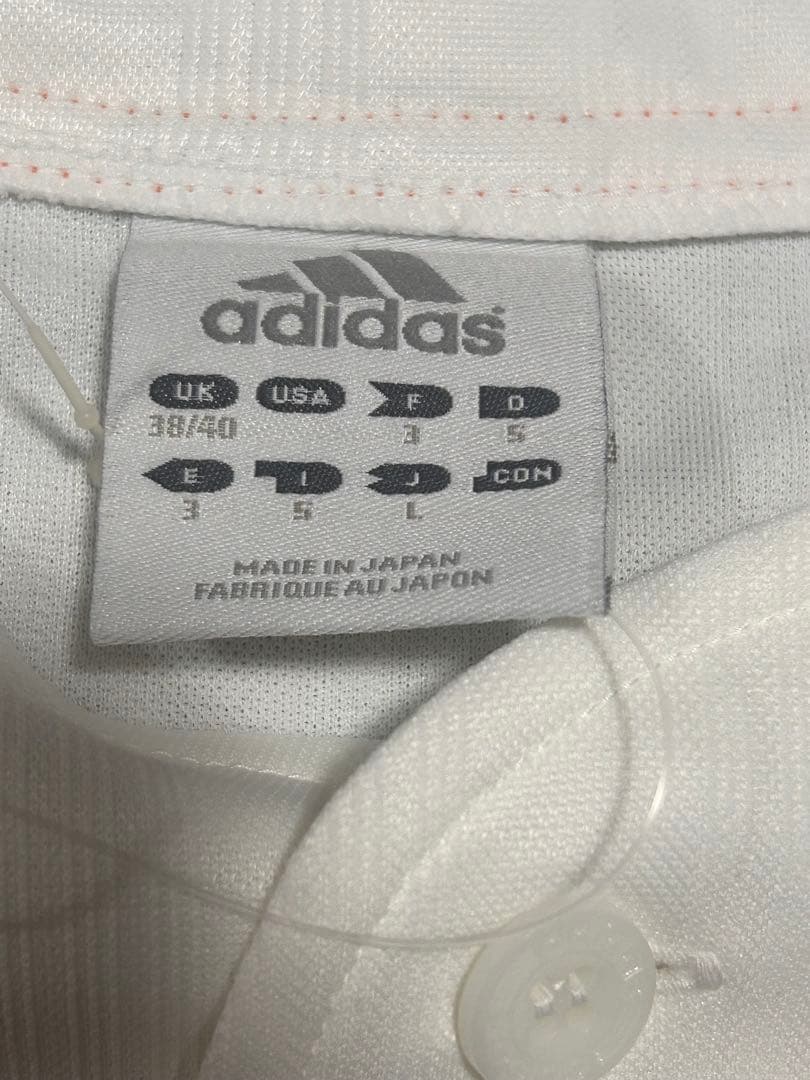 adidas
UK USA F D
38/40 3 5
E I J CON
3 5 L
MADE IN JAPAN
FABRIQUE AU JAPON